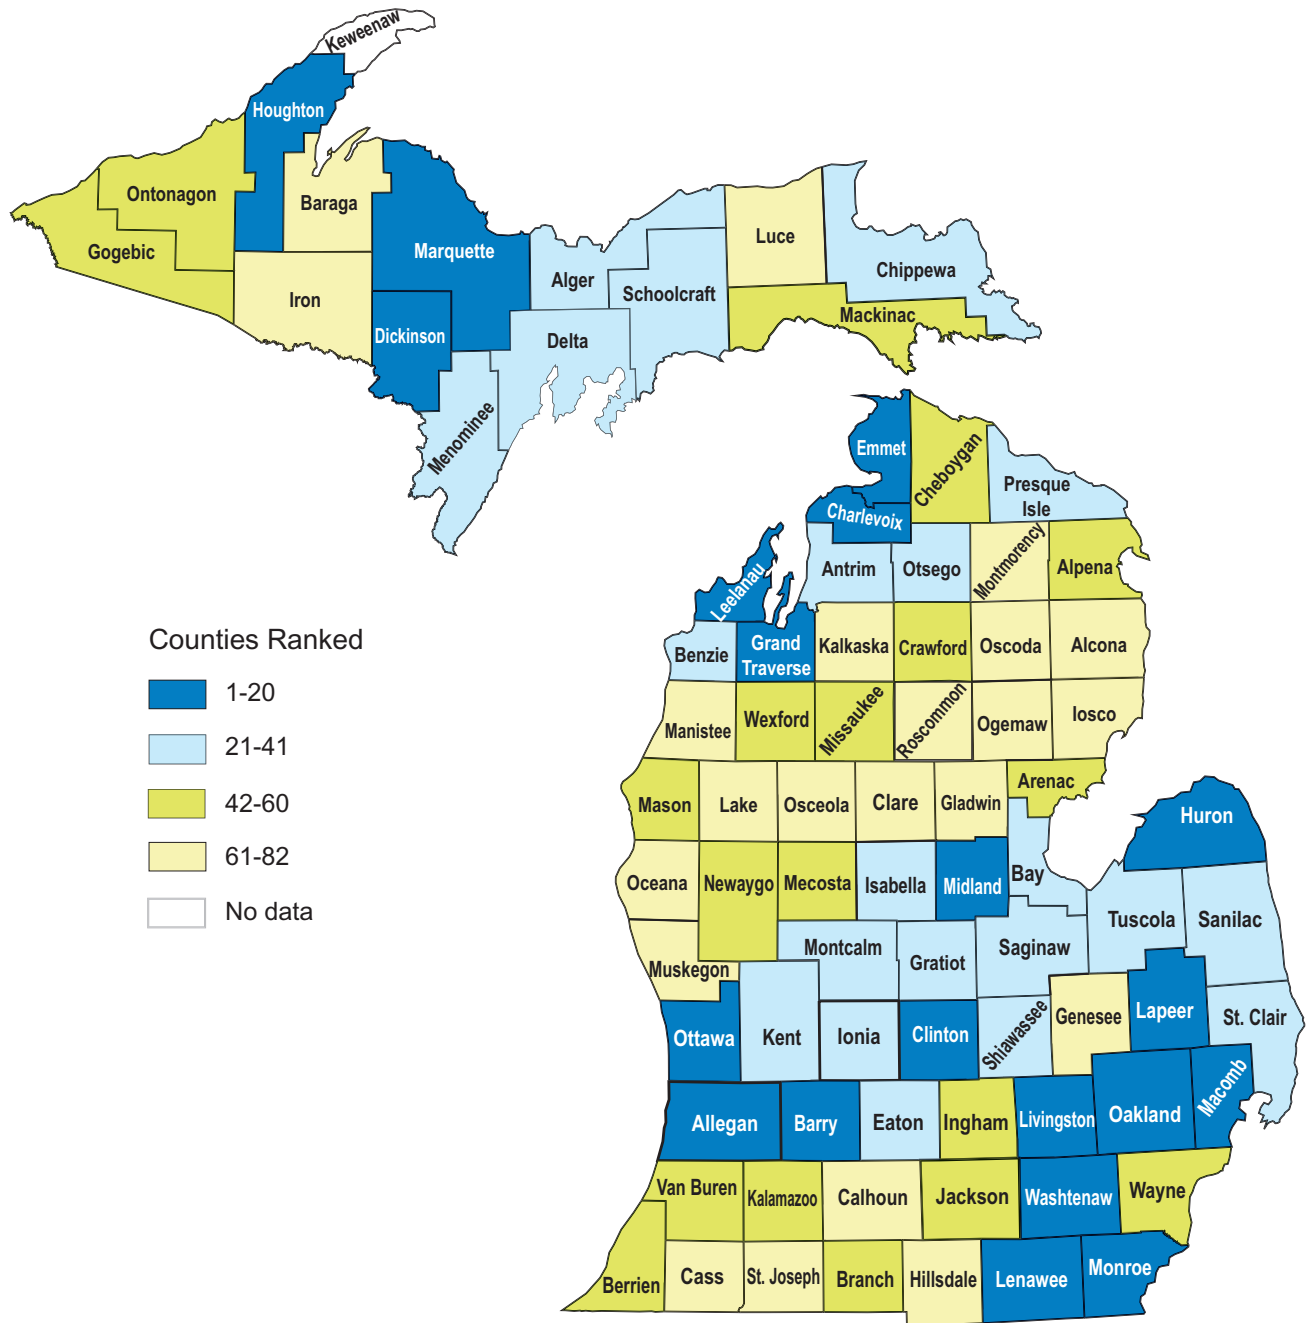 Keweenaw
Houghton
Ontonagon
Baraga
Gogebic
Marquette
Luce
Iron
Alger
Chippewa
Schoolcraft
Mackinac
Dickinson
Delta
Menominee
Emmet
Cheboygan
Presque
Isle
Charlevoix
Leelanau
Antrim
Otsego
Montmorency
Alpena
Counties Ranked
1-20
21-41
42-60
61-82
No data
Benzie
Grand
Traverse
Kalkaska
Crawford
Oscoda
Alcona
Manistee
Wexford
Missaukee
Roscommon
Ogemaw
Iosco
Mason
Lake
Osceola
Clare
Gladwin
Arenac
Huron
Oceana
Newaygo
Mecosta
Isabella
Midland
Bay
Tuscola
Sanilac
Muskegon
Montcalm
Gratiot
Saginaw
Ottawa
Kent
Ionia
Clinton
Shiawassee
Genesee
Lapeer
St. Clair
Allegan
Barry
Eaton
Ingham
Livingston
Oakland
Macomb
Van Buren
Kalamazoo
Calhoun
Jackson
Washtenaw
Wayne
Berrien
Cass
St. Joseph
Branch
Hillsdale
Lenawee
Monroe